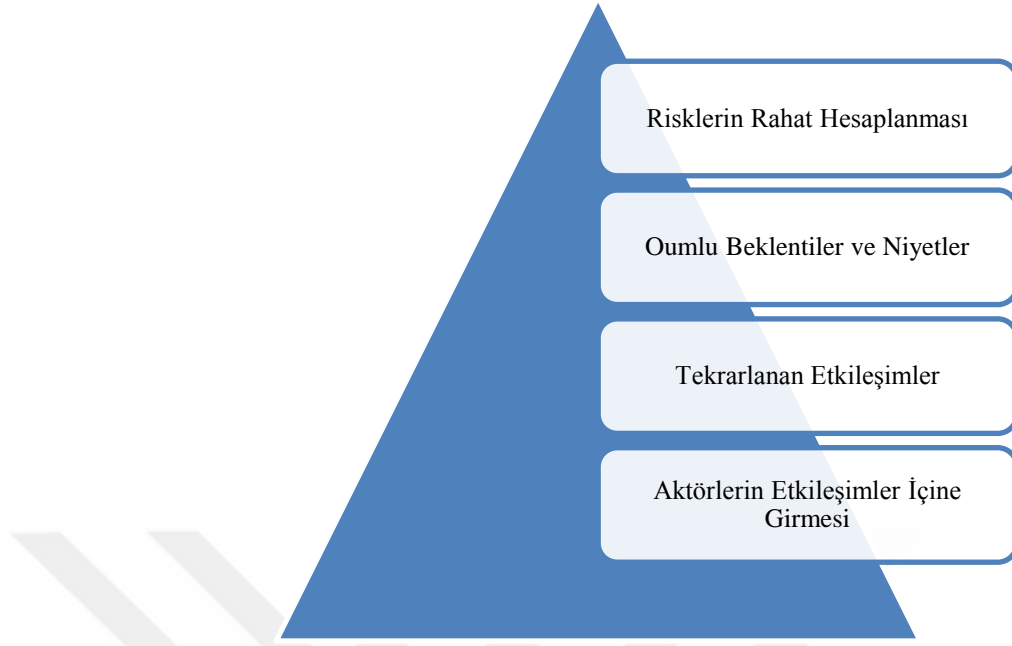 Risklerin Rahat Hesaplanması
Oumlu Beklentiler ve Niyetler
Tekrarlanan Etkileşimler
Aktörlerin Etkileşimler İçine
Girmesi